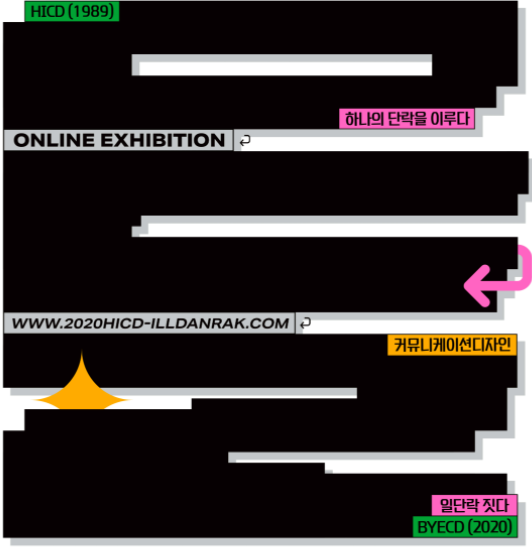 HICD (1989)
하나의 단락을 이루다
ONLINE EXHIBITION
WWW.2020HICD-ILLDANRAK.COM
커뮤니케이션디자인
일단락 짓다
BYECD (2020)